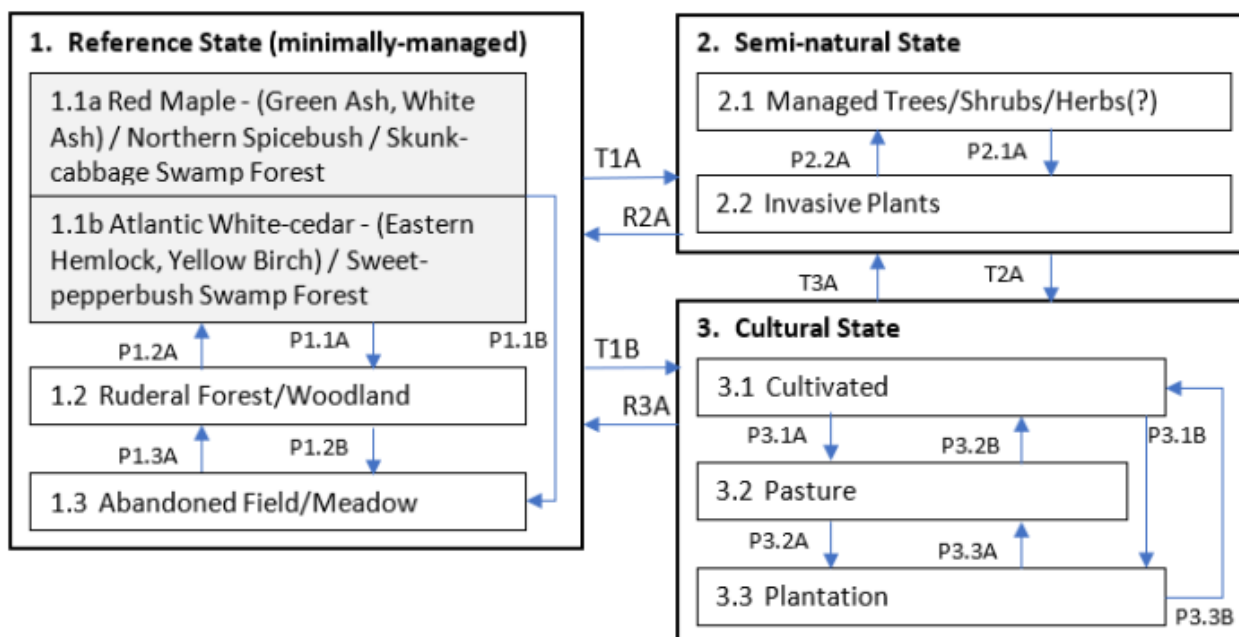 1. Reference State (minimally-managed)
1.1a Red Maple - (Green Ash, White
Ash) / Northern Spicebush / Skunk-
cabbage Swamp Forest
1.1b Atlantic White-cedar - (Eastern
Hemlock, Yellow Birch) / Sweet-
pepperbush Swamp Forest
P1.2A
P1.1A
P1.1B
1.2 Ruderal Forest/Woodland
P1.3A
P1.2B
1.3 Abandoned Field/Meadow
T1A
R2A
T1B
R3A
2. Semi-natural State
2.1 Managed Trees/Shrubs/Herbs(?)
P2.2A
P2.1A
2.2 Invasive Plants
T3A
T2A
3. Cultural State
3.1 Cultivated
P3.1A
P3.2B
P3.1B
3.2 Pasture
P3.2A
P3.3A
3.3 Plantation
P3.3B